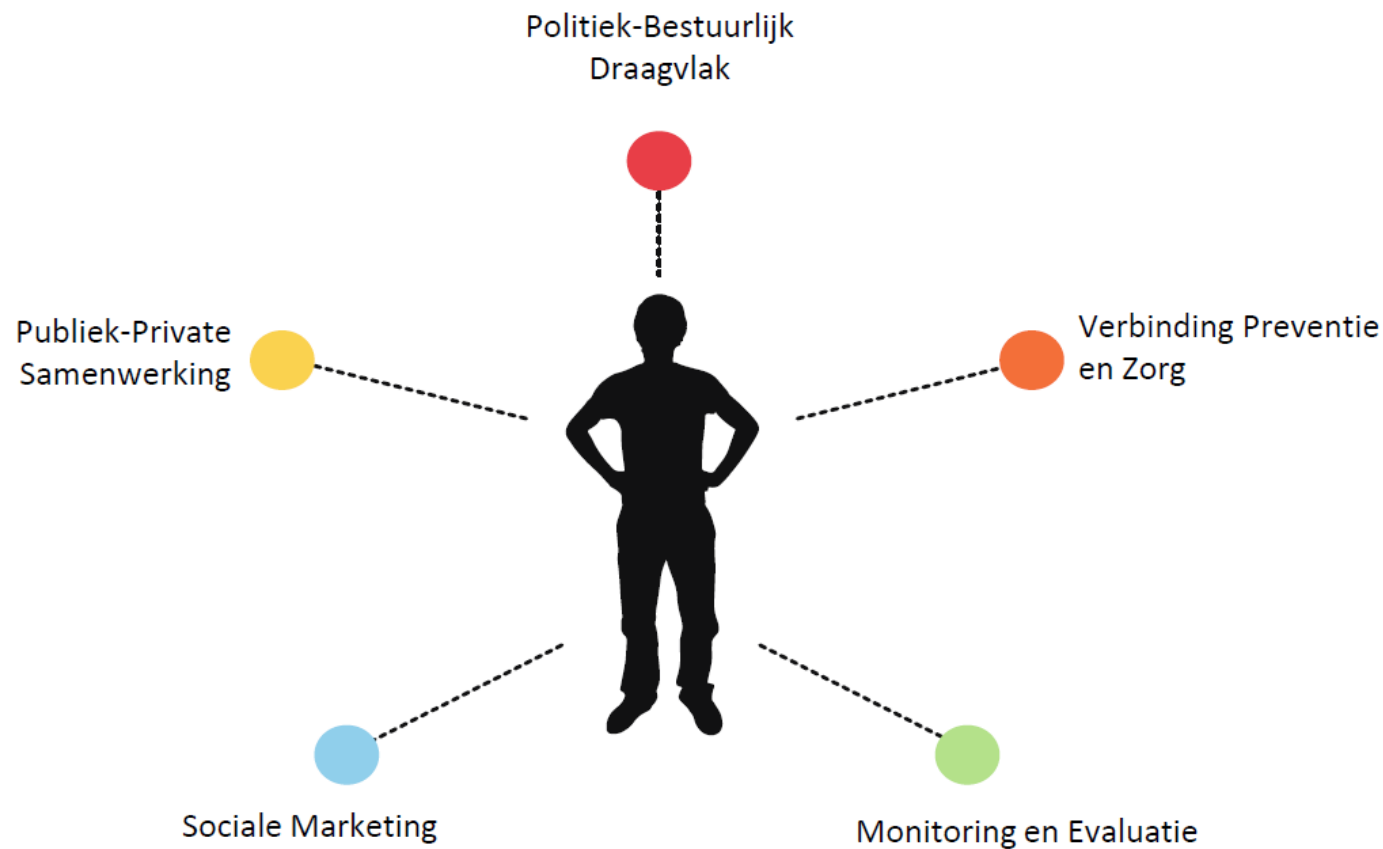 Politiek-Bestuurlijk
Draagvlak
Publiek-Private
Samenwerking
Verbinding Preventie
en Zorg
Sociale Marketing
Monitoring en Evaluatie